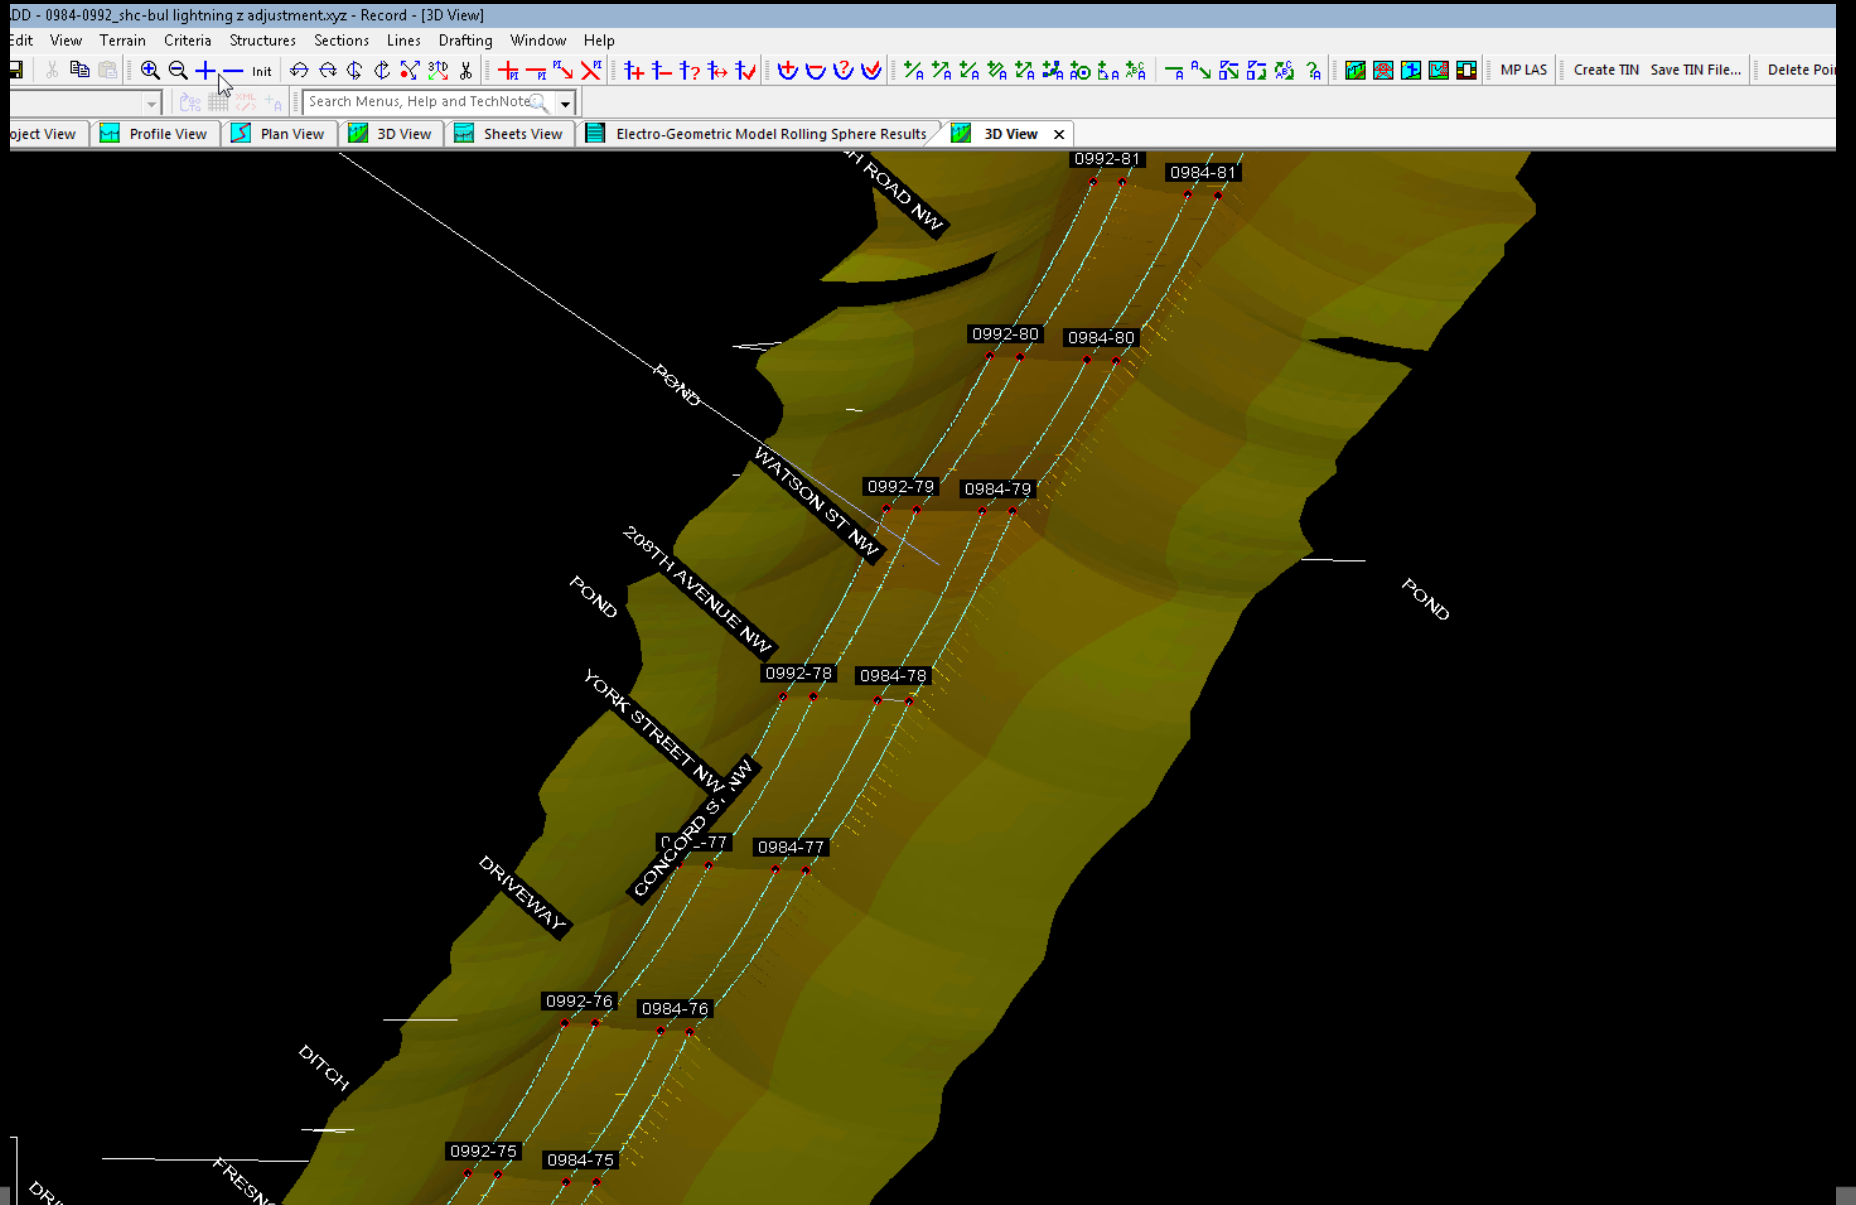 DD - 0984-0992_shc-bul lightning z adjustment.xyz - Record - [3D View]
Edit View Terrain Criteria Structures Sections Lines Drafting Window Help
Init
MP LAS Create TIN Save TIN File... Delete Poi
Search Menus, Help and TechNote
oject View Profile View Plan View 3D View Sheets View Electro-Geometric Model Rolling Sphere Results 3D View
0992-81
0984-81
ROAD NW
0992-80
0984-80
POND
WATSON ST NW
0992-79
0984-79
208TH AVENUE NW
POND
POND
0992-78
0984-78
YORK STREET NW
CONCORD S. NW
-77
0984-77
DRIVEWAY
0992-76
0984-76
DITCH
0992-75
0984-75
FRESN
DRI